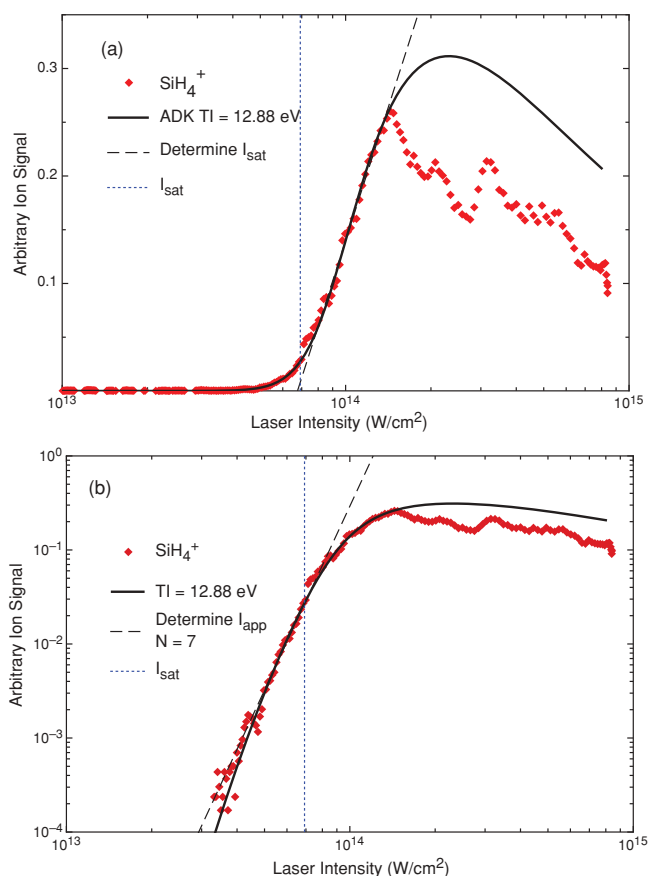 (a)
0.3
0.2
0.1
Arbitrary Ion Signal
SiH4+
ADK TI = 12.88 eV
Determine Isat
Isat
10^13
10^14
10^15
Laser Intensity (W/cm2)
(b)
10^0
10^-1
10^-2
10^-3
10^-4
Arbitrary Ion Signal
SiH4+
TI = 12.88 eV
Determine Iapp
N = 7
Isat
10^13
10^14
10^15
Laser Intensity (W/cm2)